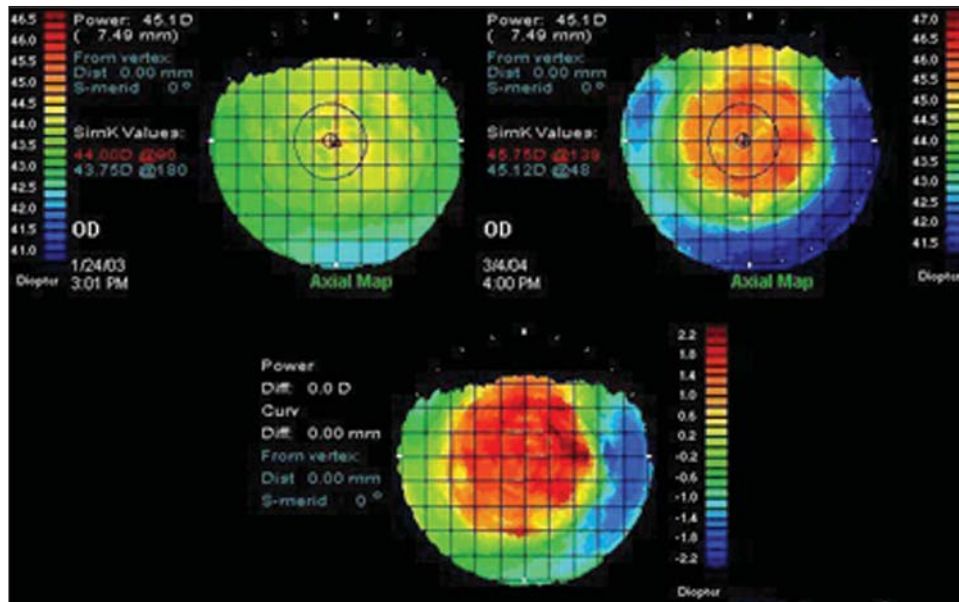 46.5
46.0
45.5
45.0
44.5
44.0
43.5
43.0
42.5
42.0
41.5
41.0
Diopter
Power: 45.1 D
( 7.49 mm)
From vertex:
Dist 0.00 mm
S-merid 0 °
SimK Values:
44.00D @90
43.75D @180
OD
1/24/03
3:01 PM
Axial Map
Power: 45.1 D
( 7.49 mm)
From vertex:
Dist 0.00 mm
S-merid 0 °
SimK Values:
45.75D @138
45.12D @48
OD
3/4/04
4:00 PM
Axial Map
47.0
46.5
46.0
45.5
45.0
44.5
44.0
43.5
43.0
42.5
42.0
41.5
Diopter
Power
Diff: 0.0 D
Curv
Diff: 0.00 mm
From vertex:
Dist 0.00 mm
S-merid 0 °
2.2
1.8
1.4
1.0
0.6
0.2
-0.2
-0.6
-1.0
-1.4
-1.8
-2.2
Diopter